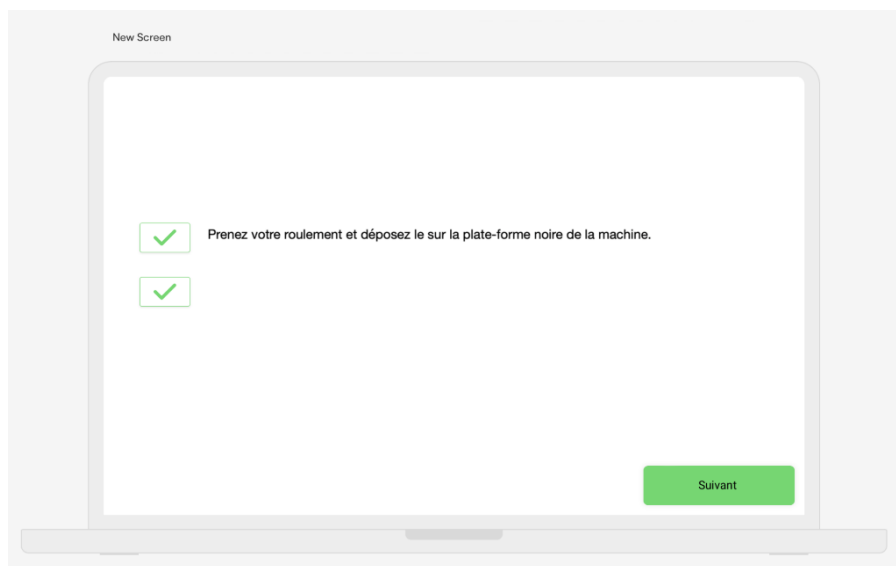 New Screen
Prenez votre roulement et déposez le sur la plate-forme noire de la machine.
Suivant